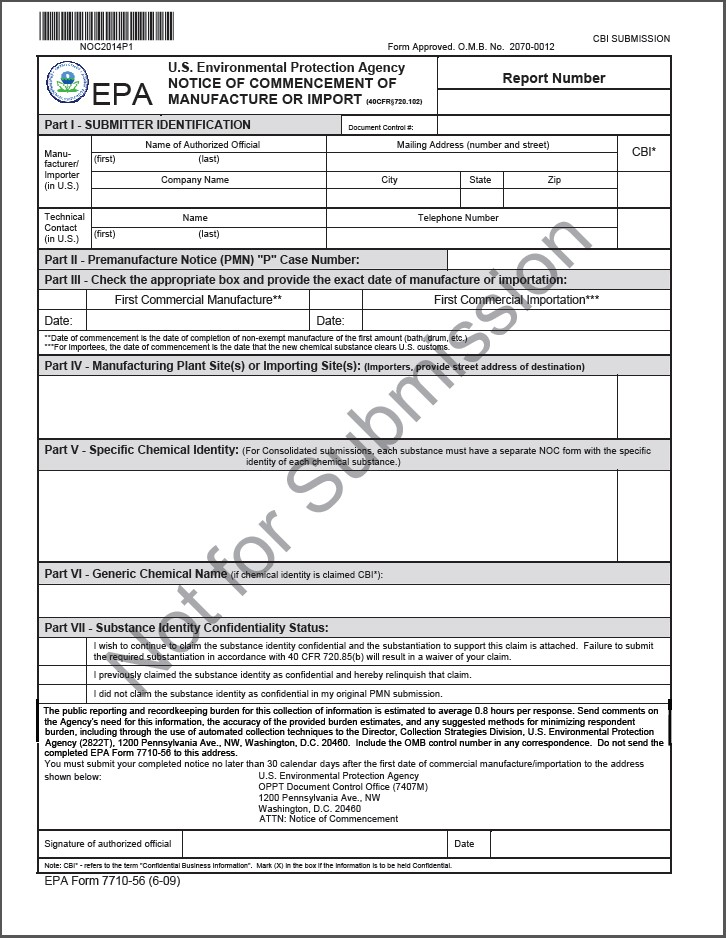 NOC2014P1
Form Approved. O.M.B. No. 2070-0012
CBI SUBMISSION
EPA
U.S. Environmental Protection Agency
NOTICE OF COMMENCEMENT OF
MANUFACTURE OR IMPORT (40CFR§720.102)
Report Number
Part I - SUBMITTER IDENTIFICATION
Document Control #:
Manu-
facturer/
Importer
(in U.S.)
Name of Authorized Official
(first) (last)
Mailing Address (number and street)
CBI*
Company Name
City
State
Zip
Technical
Contact
(in U.S.)
Name
(first) (last)
Telephone Number
Part II - Premanufacture Notice (PMN) "P" Case Number:
Part III - Check the appropriate box and provide the exact date of manufacture or importation:
First Commercial Manufacture**
First Commercial Importation***
Date:
Date:
**Date of commencement is the date of completion of non-exempt manufacture of the first amount (bath, drum, etc.)
***For Importees, the date of commencement is the date that the new chemical substance clears U.S. customs.
Part IV - Manufacturing Plant Site(s) or Importing Site(s): (Importers, provide street address of destination)
Part V - Specific Chemical Identity: (For Consolidated submissions, each substance must have a separate NOC form with the specific
identity of each chemical substance.)
Part VI - Generic Chemical Name (if chemical identity is claimed CBI*):
Part VII - Substance Identity Confidentiality Status:
I wish to continue to claim the substance identity confidential and the substantiation to support this claim is attached. Failure to submit
the required substantiation in accordance with 40 CFR 720.85(b) will result in a waiver of your claim.
I previously claimed the substance identity as confidential and hereby relinquish that claim.
I did not claim the substance identity as confidential in my original PMN submission.
The public reporting and recordkeeping burden for this collection of information is estimated to average 0.8 hours per response. Send comments on
the Agency's need for this information, the accuracy of the provided burden estimates, and any suggested methods for minimizing respondent
burden, including through the use of automated collection techniques to the Director, Collection Strategies Division, U.S. Environmental Protection
Agency (2822T), 1200 Pennsylvania Ave., NW, Washington, D.C. 20460. Include the OMB control number in any correspondence. Do not send the
completed EPA Form 7710-56 to this address.
You must submit your completed notice no later than 30 calendar days after the first date of commercial manufacture/importation to the address
shown below:
U.S. Environmental Protection Agency
OPPT Document Control Office (7407M)
1200 Pennsylvania Ave., NW
Washington, D.C. 20460
ATTN: Notice of Commencement
Signature of authorized official
Date
Note: CBI* - refers to the term "Confidential Business Information". Mark (X) in the box if the information is to be held Confidential.
EPA Form 7710-56 (6-09)
Not for Submission